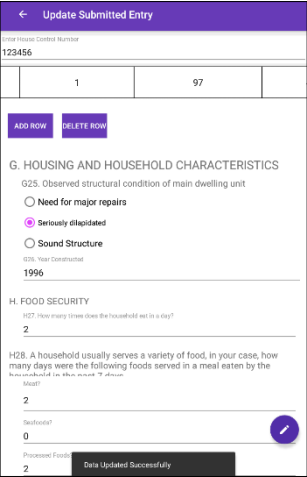 Update Submitted Entry
Enter House Control Number
123456
1 97
ADD ROW DELETE ROW
G. HOUSING AND HOUSEHOLD CHARACTERISTICS
G25. Observed structural condition of main dwelling unit
Need for major repairs
Seriously dilapidated
Sound Structure
G26. Year Constructed
1996
H. FOOD SECURITY
H27. How many times does the household eat in a day?
2
H28. A household usually serves a variety of food, in your case, how
many days were the following foods served in a meal eaten by the
household in the past 7 days
Meat?
2
Seafoods?
0
Processed Foods
2
Data Updated Successfully